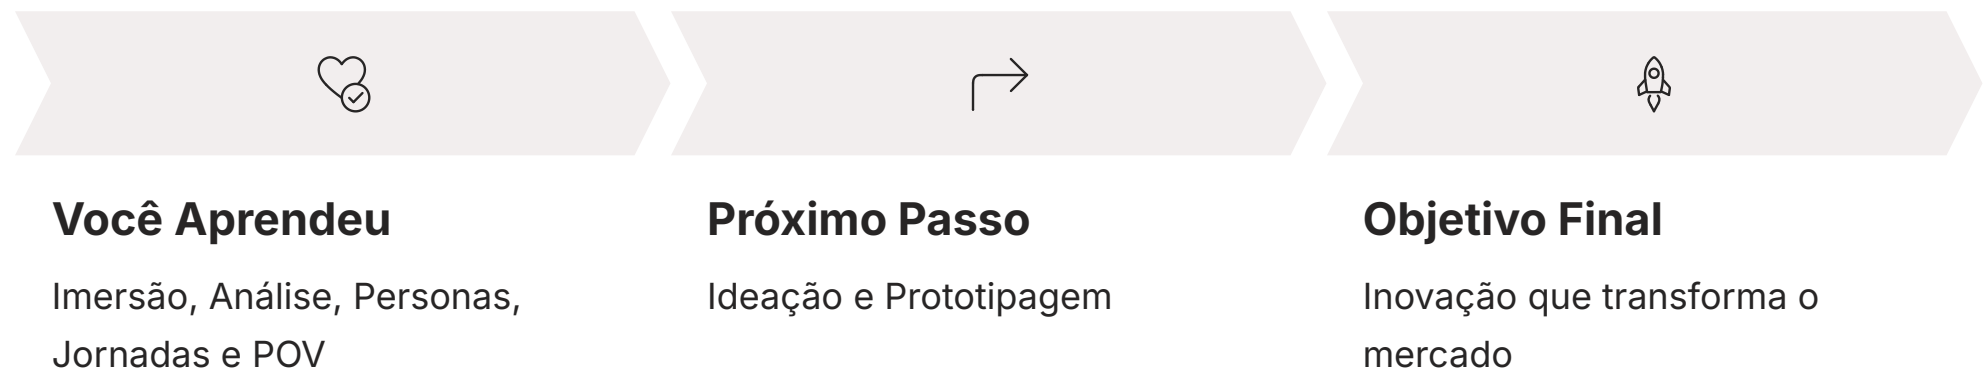 Você Aprendeu
Imersão, Análise, Personas,
Jornadas e POV
Próximo Passo
Ideação e Prototipagem
Objetivo Final
Inovação que transforma o
mercado